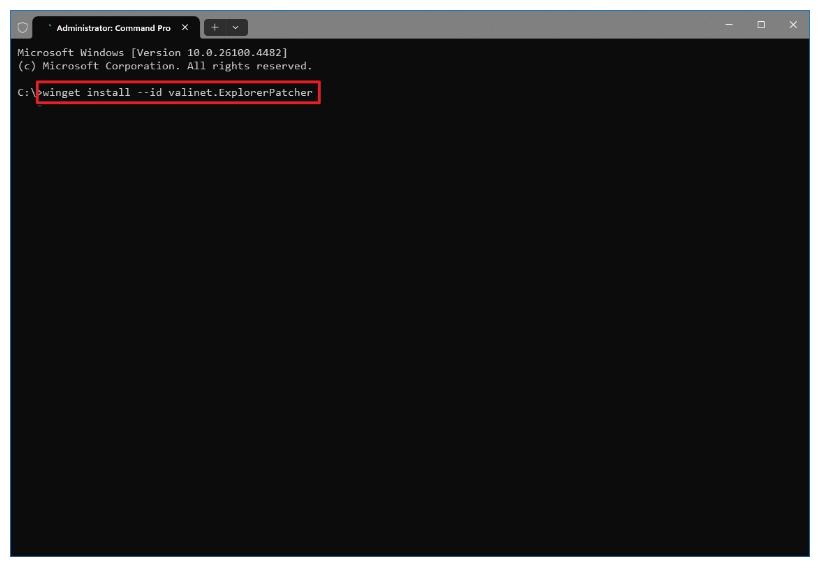 Administrator: Command Pro
Microsoft Windows [Version 10.0.26100.4482]
(c) Microsoft Corporation. All rights reserved.
C:\>winget install --id valinet.ExplorerPatcher